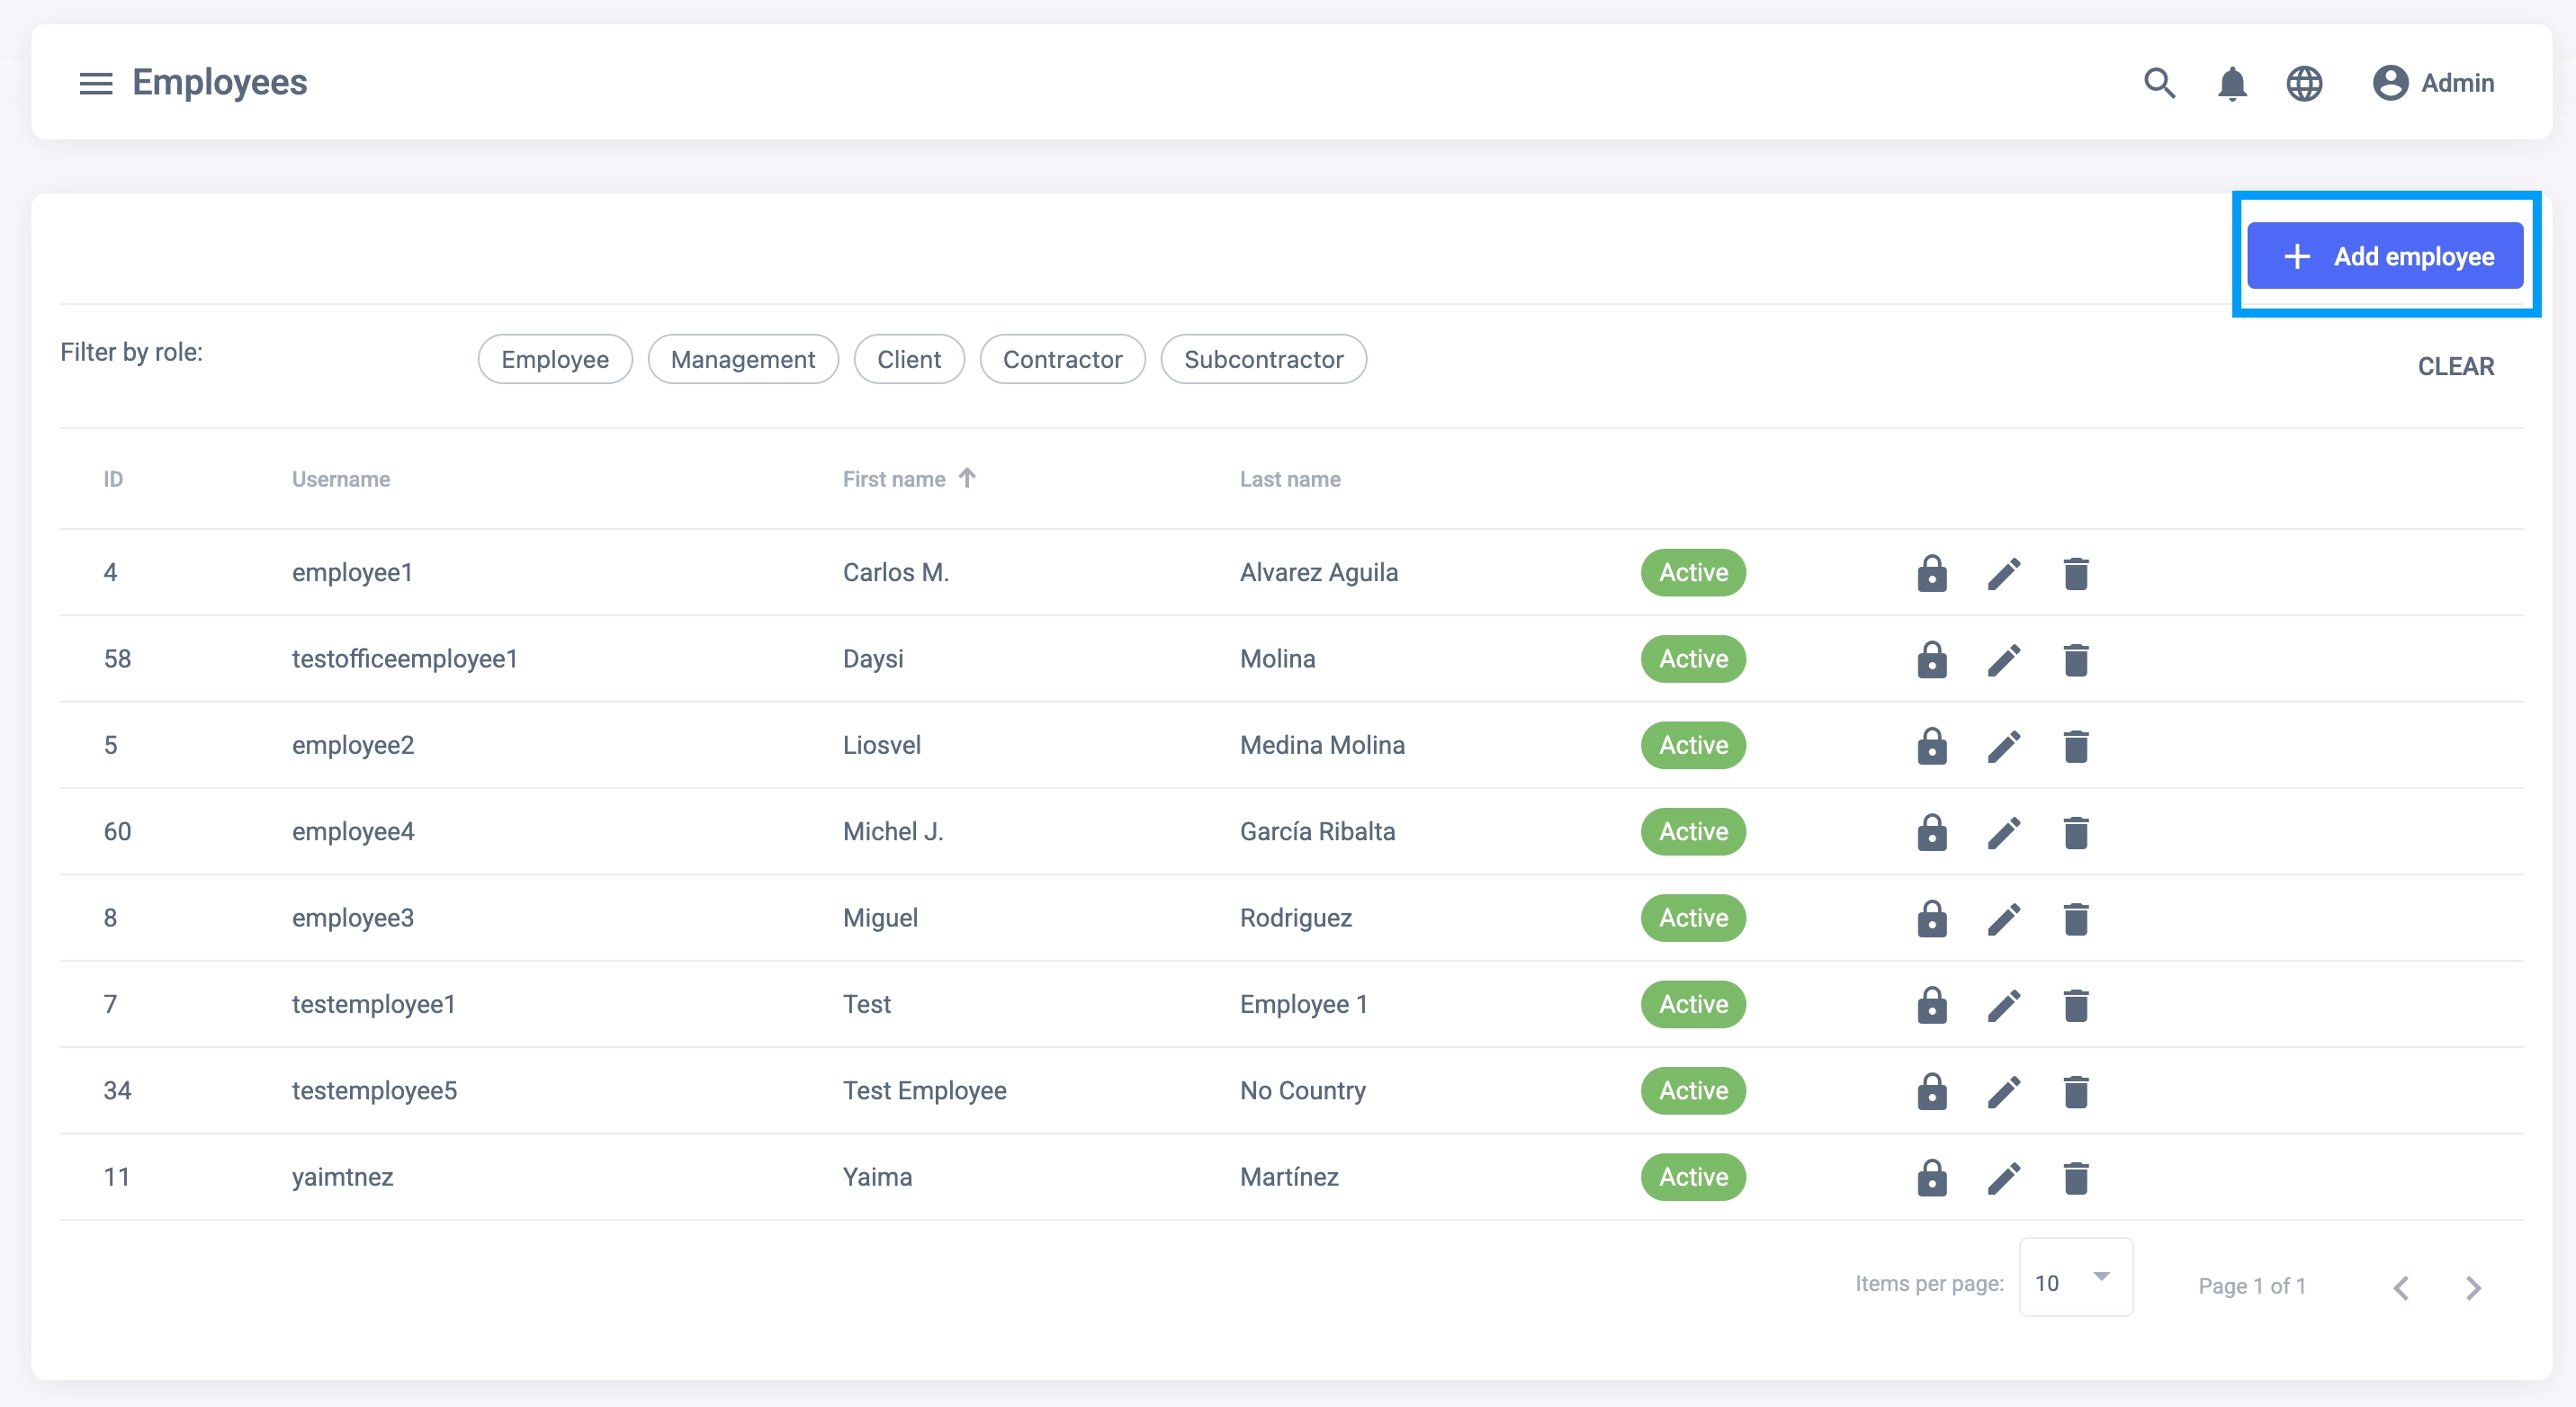 Employees Admin
Add employee
Filter by role: Employee Management Client Contractor Subcontractor CLEAR
ID Username First name Last name
4 employee1 Carlos M. Alvarez Aguila Active
58 testofficeemployee1 Daysi Molina Active
5 employee2 Liosvel Medina Molina Active
60 employee4 Michel J. García Ribalta Active
8 employee3 Miguel Rodriguez Active
7 testemployee1 Test Employee 1 Active
34 testemployee5 Test Employee No Country Active
11 yaimtnez Yaima Martínez Active
Items per page: 10 Page 1 of 1